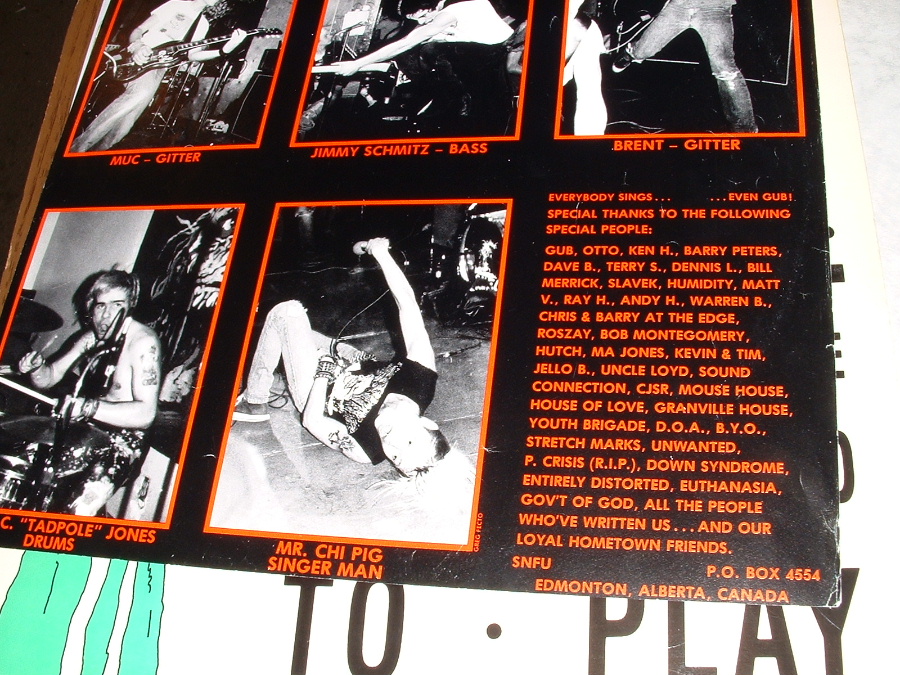 MUC – GITTER
JIMMY SCHMITZ – BASS
BRENT – GITTER
EVERYBODY SINGS... ...EVEN GUB!
SPECIAL THANKS TO THE FOLLOWING
SPECIAL PEOPLE:
GUB, OTTO, KEN H., BARRY PETERS,
DAVE B., TERRY S., DENNIS L., BILL
MERRICK, SLAVEK, HUMIDITY, MATT
V., RAY H., ANDY H., WARREN B.,
CHRIS & BARRY AT THE EDGE,
ROSZAY, BOB MONTEGOMERY,
HUTCH, MA JONES, KEVIN & TIM,
JELLO B., UNCLE LOYD, SOUND
CONNECTION, CJSR, MOUSE HOUSE,
HOUSE OF LOVE, GRANVILLE HOUSE,
YOUTH BRIGADE, D.O.A., B.Y.O.,
STRETCH MARKS, UNWANTED,
P. CRISIS (R.I.P.), DOWN SYNDROME,
ENTIRELY DISTORTED, EUTHANASIA,
GOV'T OF GOD, ALL THE PEOPLE
WHO'VE WRITTEN US...AND OUR
LOYAL HOMETOWN FRIENDS.
SNFU P.O. BOX 4554
EDMONTON, ALBERTA, CANADA
C. "TADPOLE" JONES
DRUMS
GREG FECTO
MR. CHI PIG
SINGER MAN
TO · PLAY